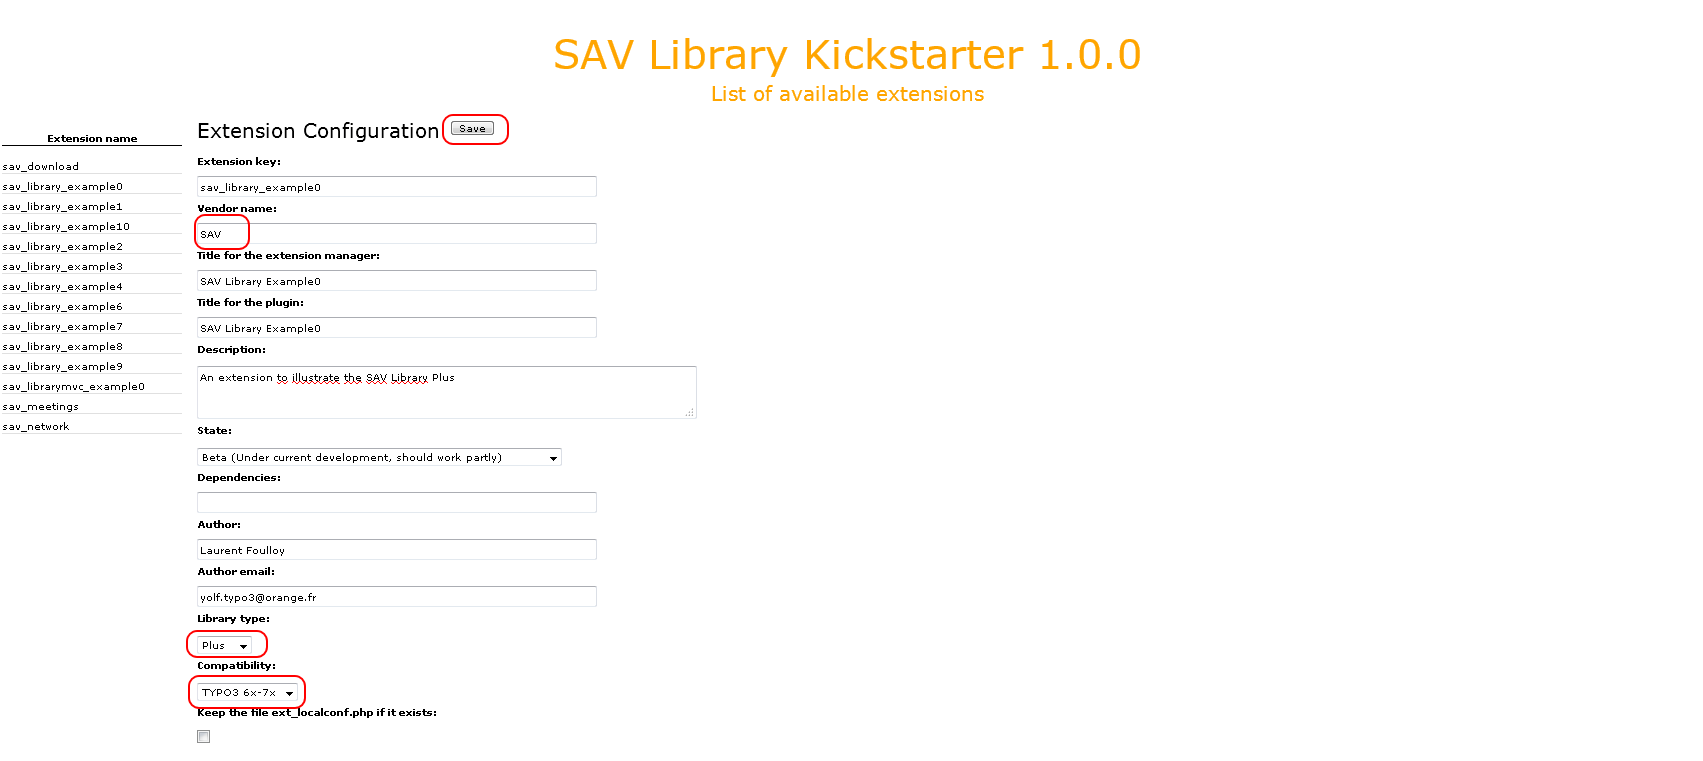 SAV Library Kickstarter 1.0.0
List of available extensions
Extension name
sav_download
sav_library_example0
sav_library_example1
sav_library_example10
sav_library_example2
sav_library_example3
sav_library_example4
sav_library_example6
sav_library_example7
sav_library_example8
sav_library_example9
sav_librarymvc_example0
sav_meetings
sav_network
Extension Configuration Save
Extension key:
sav_library_example0
Vendor name:
SAV
Title for the extension manager:
SAV Library Example0
Title for the plugin:
SAV Library Example0
Description:
An extension to illustrate the SAV Library Plus
State:
Beta (Under current development, should work partly)
Dependencies:
Author:
Laurent Foulloy
Author email:
yolf.typo3@orange.fr
Library type:
Plus
Compatibility:
TYPO3 6x-7x
Keep the file ext_localconf.php if it exists: